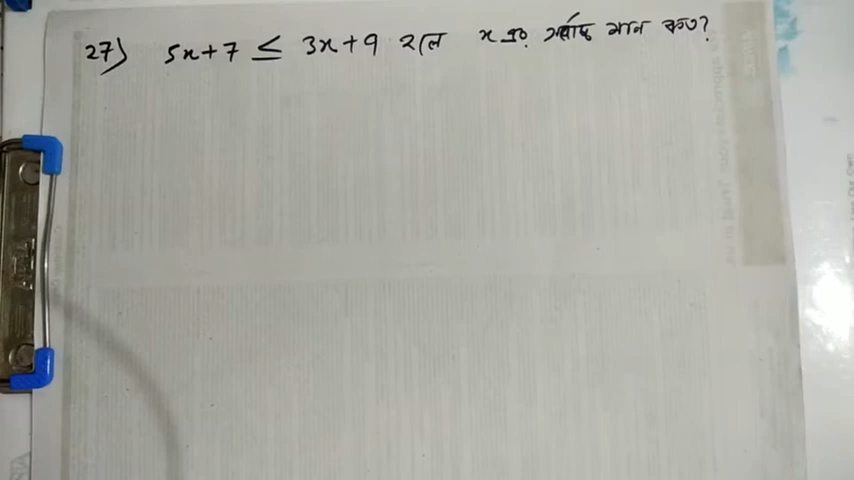 27) 5x+7 ≤ 3x+9 হলে x এর সর্বোচ্চ মান কত?